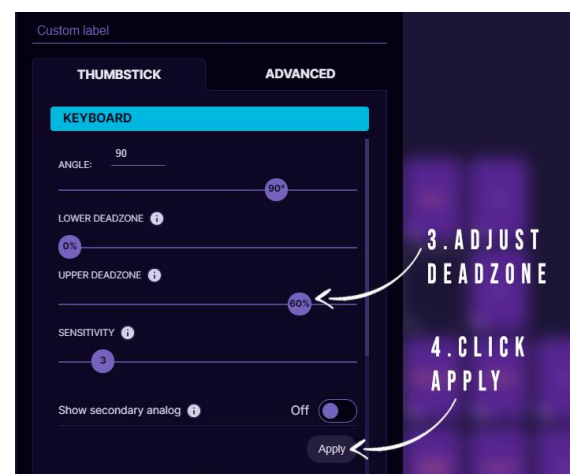 Custom label
THUMBSTICK
ADVANCED
KEYBOARD
ANGLE: 90
90°
LOWER DEADZONE i
0%
UPPER DEADZONE i
60%
SENSITIVITY i
3
Show secondary analog i Off
Apply
3.ADJUST
DEADZONE
4.CLICK
APPLY